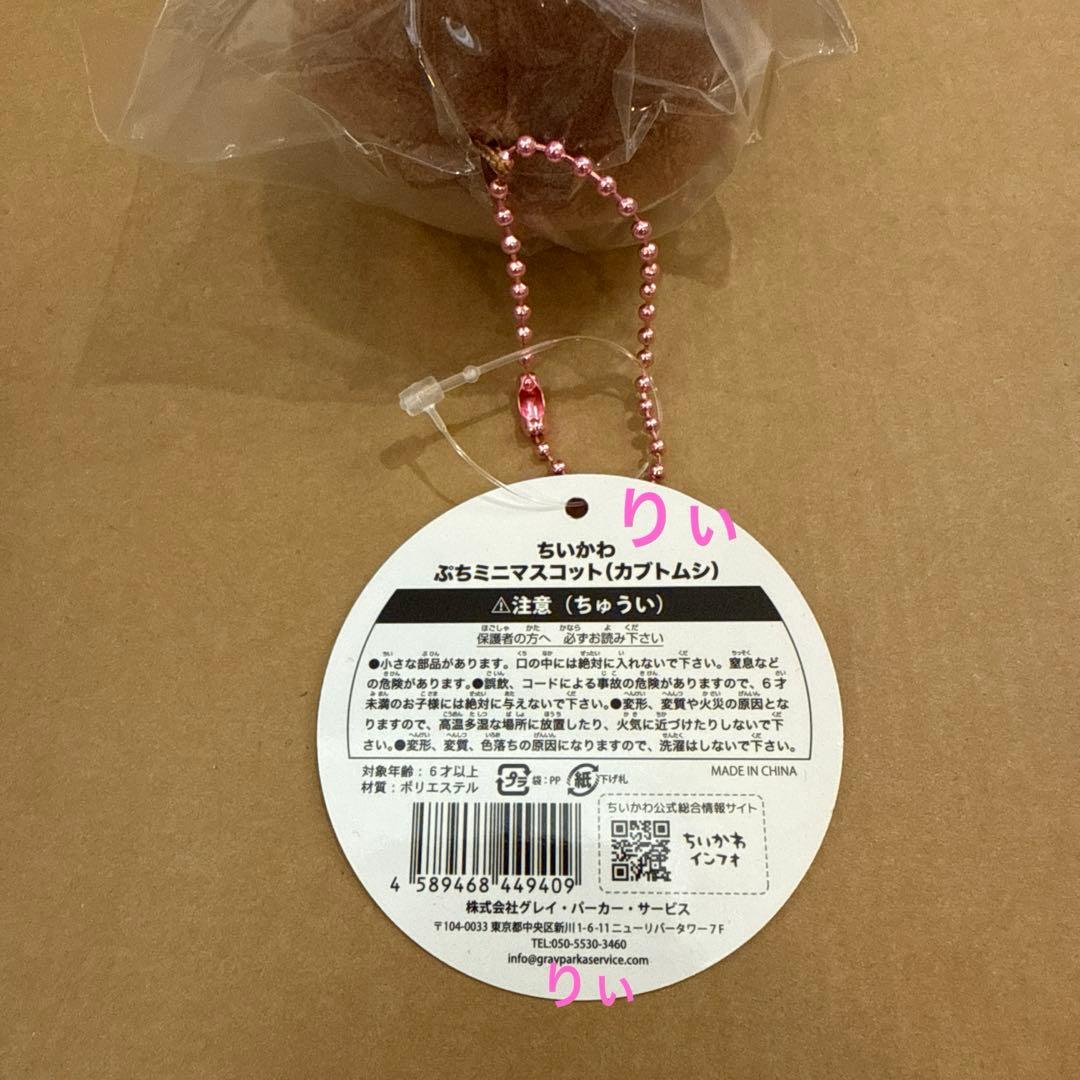 りぃ
ちいかわ
ぷちミニマスコット(カブトムシ)
⚠注意(ちゅうい)
保護者の方へ 必ずお読み下さい
●小さな部品があります。口の中には絶対に入れないで下さい。窒息など
の危険があります。●誤飲、コードによる事故の危険がありますので、6才
未満のお子様には絶対に与えないで下さい。●変形、変質や火災の原因とな
りますので、高温多湿な場所に放置したり、火気に近づけたりしないで下
さい。●変形、変質、色落ちの原因になりますので、洗濯はしないで下さい。
対象年齢:6才以上
材質:ポリエステル
プラ 袋:PP 紙 下げ札
MADE IN CHINA
ちいかわ公式総合情報サイト
ちいかわ
インフォ
4 589468 449409
株式会社グレイ・パーカー・サービス
〒104-0033 東京都中央区新川1-6-11ニューリバータワー7F
TEL:050-5530-3460
info@grayparkaservice.com
りぃ